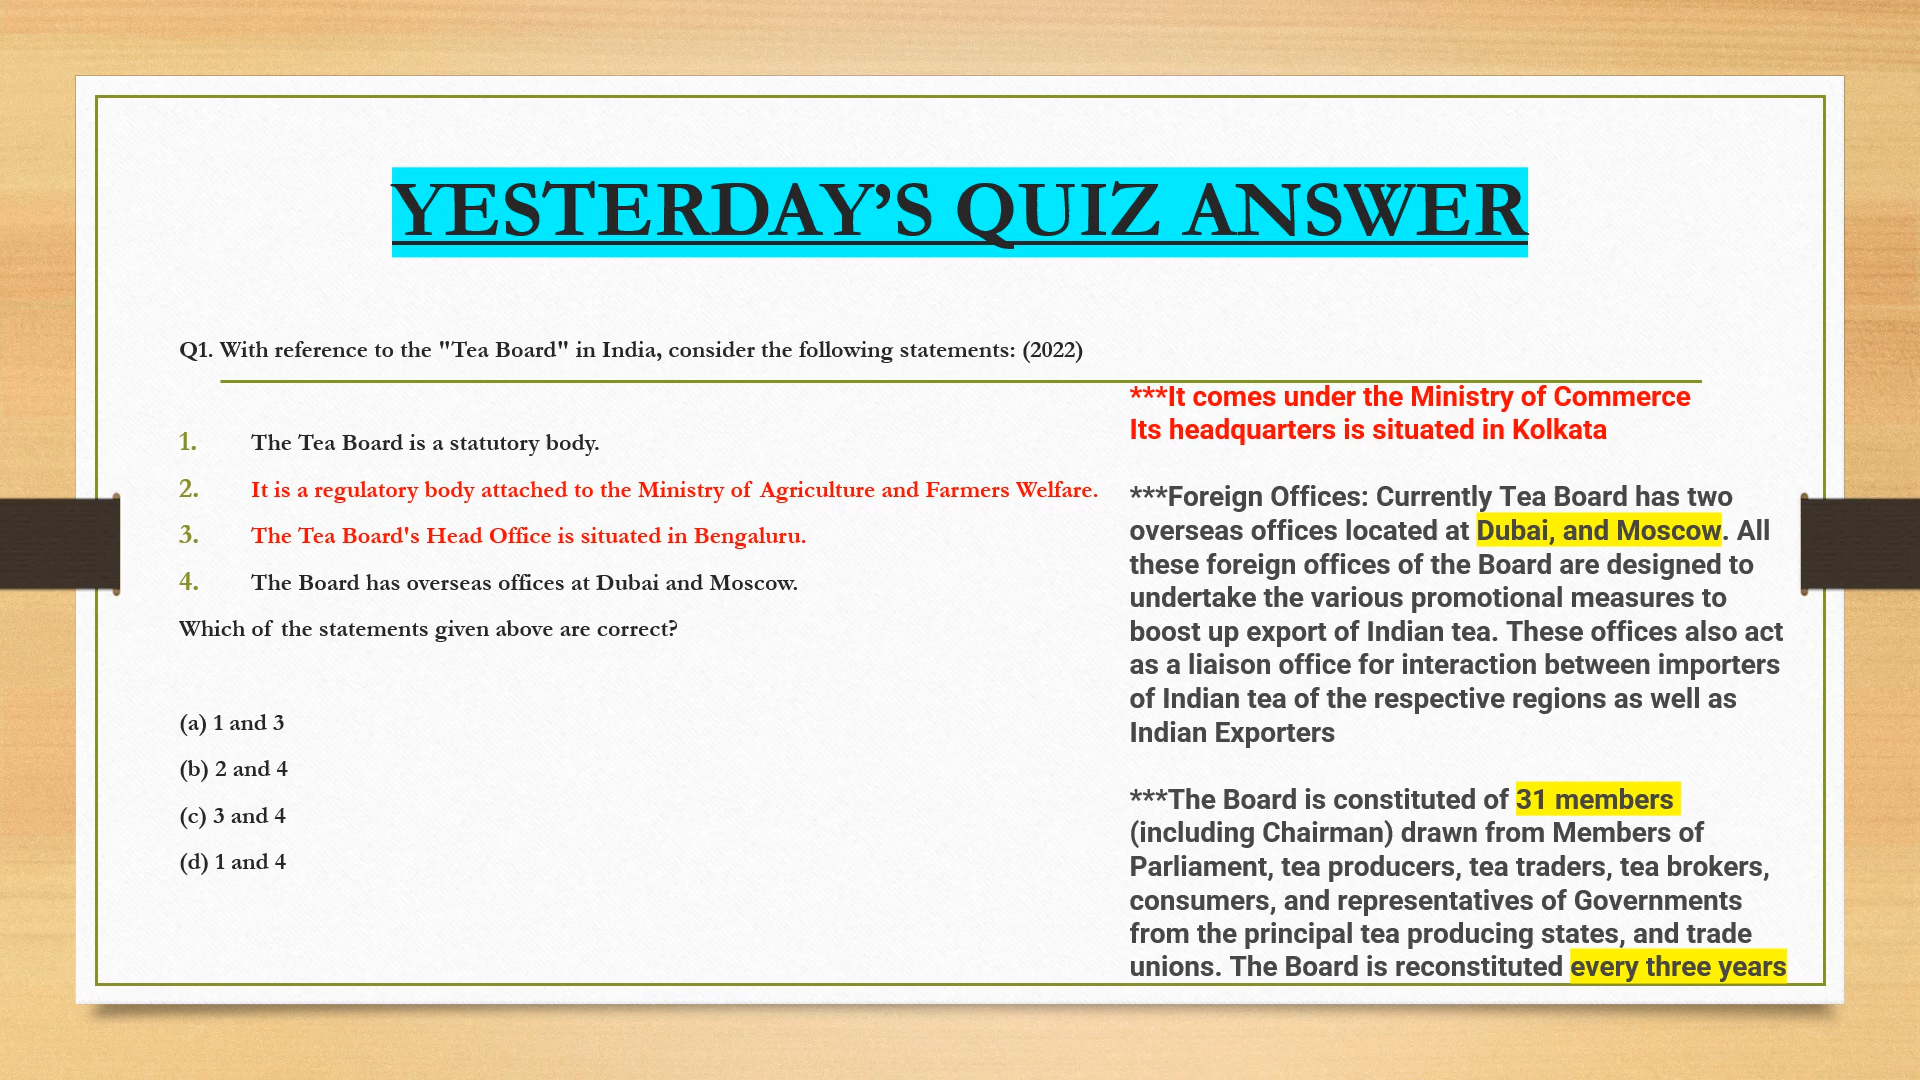 YESTERDAY’S QUIZ ANSWER
Q1. With reference to the "Tea Board" in India, consider the following statements: (2022)
1. The Tea Board is a statutory body.
2. It is a regulatory body attached to the Ministry of Agriculture and Farmers Welfare.
3. The Tea Board's Head Office is situated in Bengaluru.
4. The Board has overseas offices at Dubai and Moscow.
Which of the statements given above are correct?
(a) 1 and 3
(b) 2 and 4
(c) 3 and 4
(d) 1 and 4
***It comes under the Ministry of Commerce
Its headquarters is situated in Kolkata
***Foreign Offices: Currently Tea Board has two
overseas offices located at Dubai, and Moscow. All
these foreign offices of the Board are designed to
undertake the various promotional measures to
boost up export of Indian tea. These offices also act
as a liaison office for interaction between importers
of Indian tea of the respective regions as well as
Indian Exporters
***The Board is constituted of 31 members
(including Chairman) drawn from Members of
Parliament, tea producers, tea traders, tea brokers,
consumers, and representatives of Governments
from the principal tea producing states, and trade
unions. The Board is reconstituted every three years